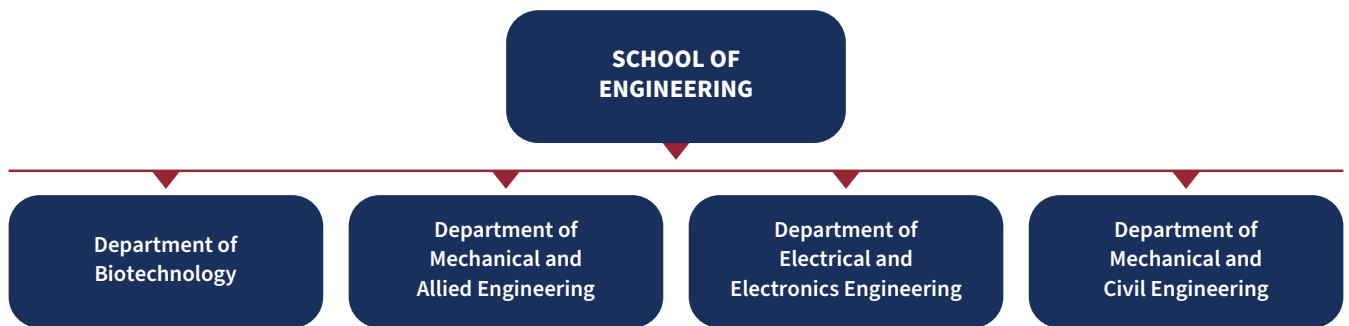 SCHOOL OF
ENGINEERING
Department of
Biotechnology
Department of
Mechanical and
Allied Engineering
Department of
Electrical and
Electronics Engineering
Department of
Mechanical and
Civil Engineering